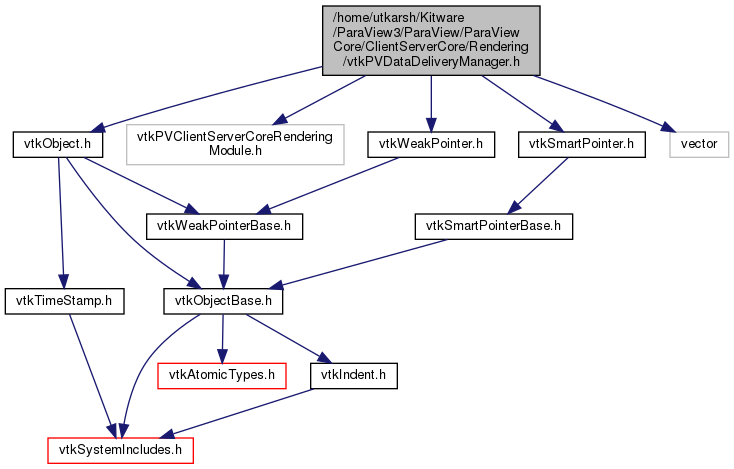 /home/utkarsh/Kitware
/ParaView3/ParaView/ParaView
Core/ClientServerCore/Rendering
/vtkPVDataDeliveryManager.h
vtkObject.h
vtkPVClientServerCoreRendering
Module.h
vtkWeakPointer.h
vtkSmartPointer.h
vector
vtkWeakPointerBase.h
vtkSmartPointerBase.h
vtkTimeStamp.h
vtkObjectBase.h
vtkAtomicTypes.h
vtkIndent.h
vtkSystemIncludes.h